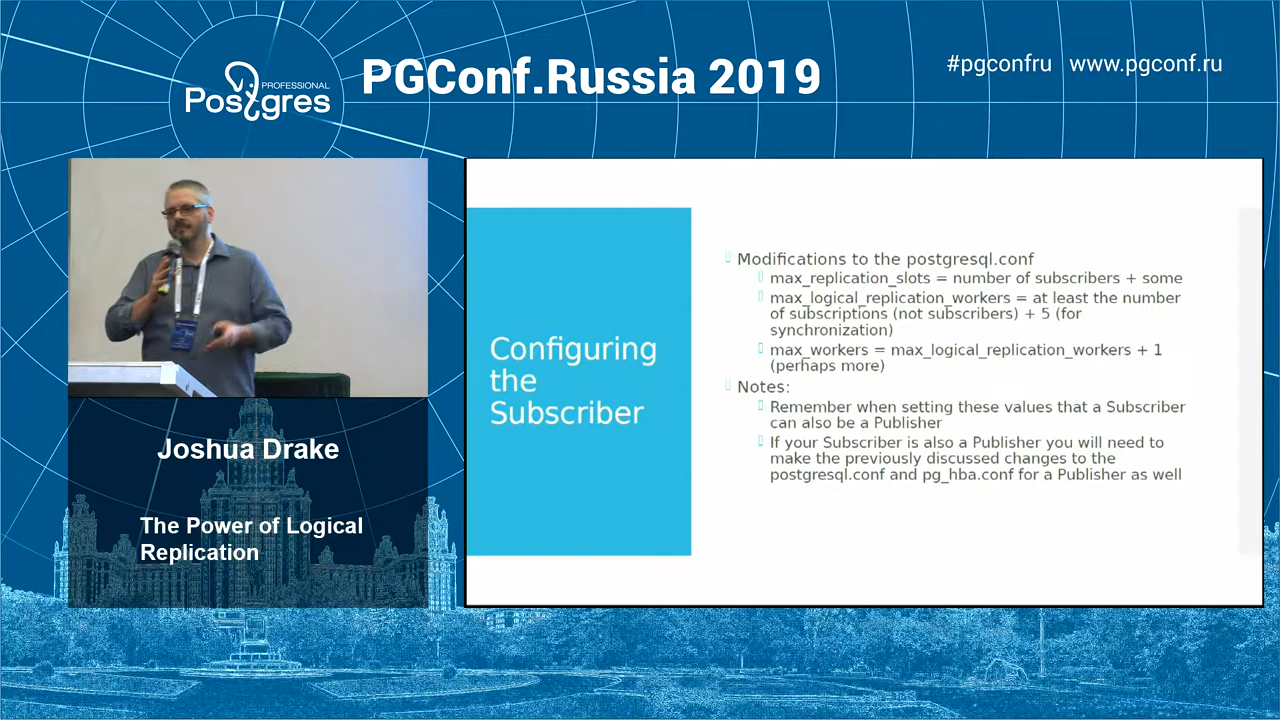 PROFESSIONAL
Postgres
PGConf.Russia 2019
#pgconfru www.pgconf.ru
Joshua Drake
The Power of Logical
Replication
Configuring
the
Subscriber
Modifications to the postgresql.conf
max_replication_slots = number of subscribers + some
max_logical_replication_workers = at least the number
of subscriptions (not subscribers) + 5 (for
synchronization)
max_workers = max_logical_replication_workers + 1
(perhaps more)
Notes:
Remember when setting these values that a Subscriber
can also be a Publisher
If your Subscriber is also a Publisher you will need to
make the previously discussed changes to the
postgresql.conf and pg_hba.conf for a Publisher as well